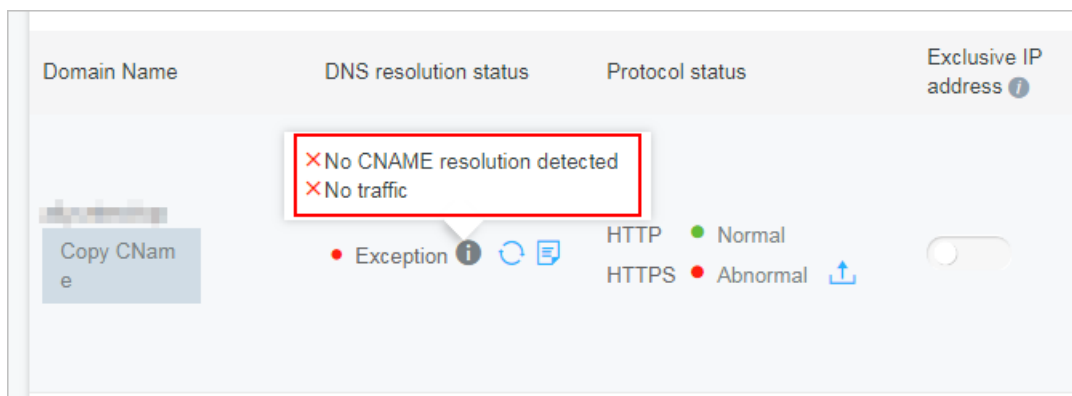 Domain Name
DNS resolution status
Protocol status
Exclusive IP
address
No CNAME resolution detected
No traffic
Copy CNam
e
Exception
HTTP
Normal
HTTPS
Abnormal